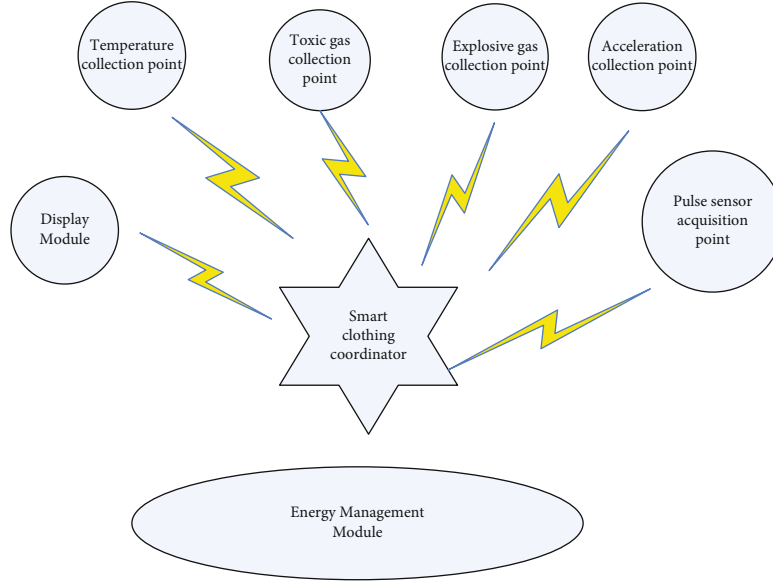 Temperature
collection point
Toxic gas
collection
point
Explosive gas
collection point
Acceleration
collection point
Display
Module
Pulse sensor
acquisition
point
Smart
clothing
coordinator
Energy Management
Module